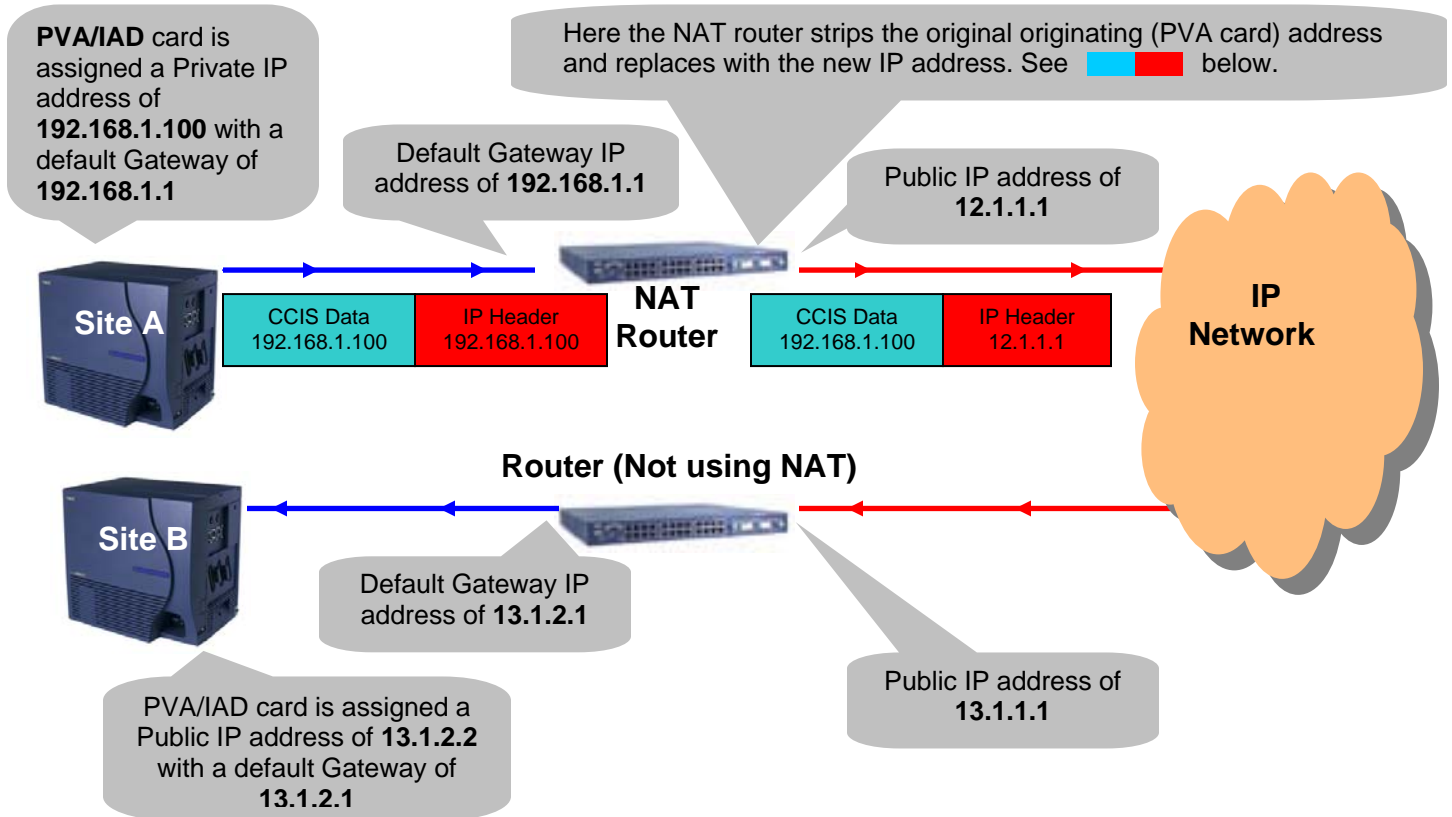 PVA/IAD card is
assigned a Private IP
address of
192.168.1.100 with a
default Gateway of
192.168.1.1
Here the NAT router strips the original originating (PVA card) address
and replaces with the new IP address. See below.
Default Gateway IP
address of 192.168.1.1
Public IP address of
12.1.1.1
Site A
CCIS Data
192.168.1.100
IP Header
192.168.1.100
NAT
Router
CCIS Data
192.168.1.100
IP Header
12.1.1.1
IP
Network
Router (Not using NAT)
Site B
Default Gateway IP
address of 13.1.2.1
Public IP address of
13.1.1.1
PVA/IAD card is assigned a
Public IP address of 13.1.2.2
with a default Gateway of
13.1.2.1